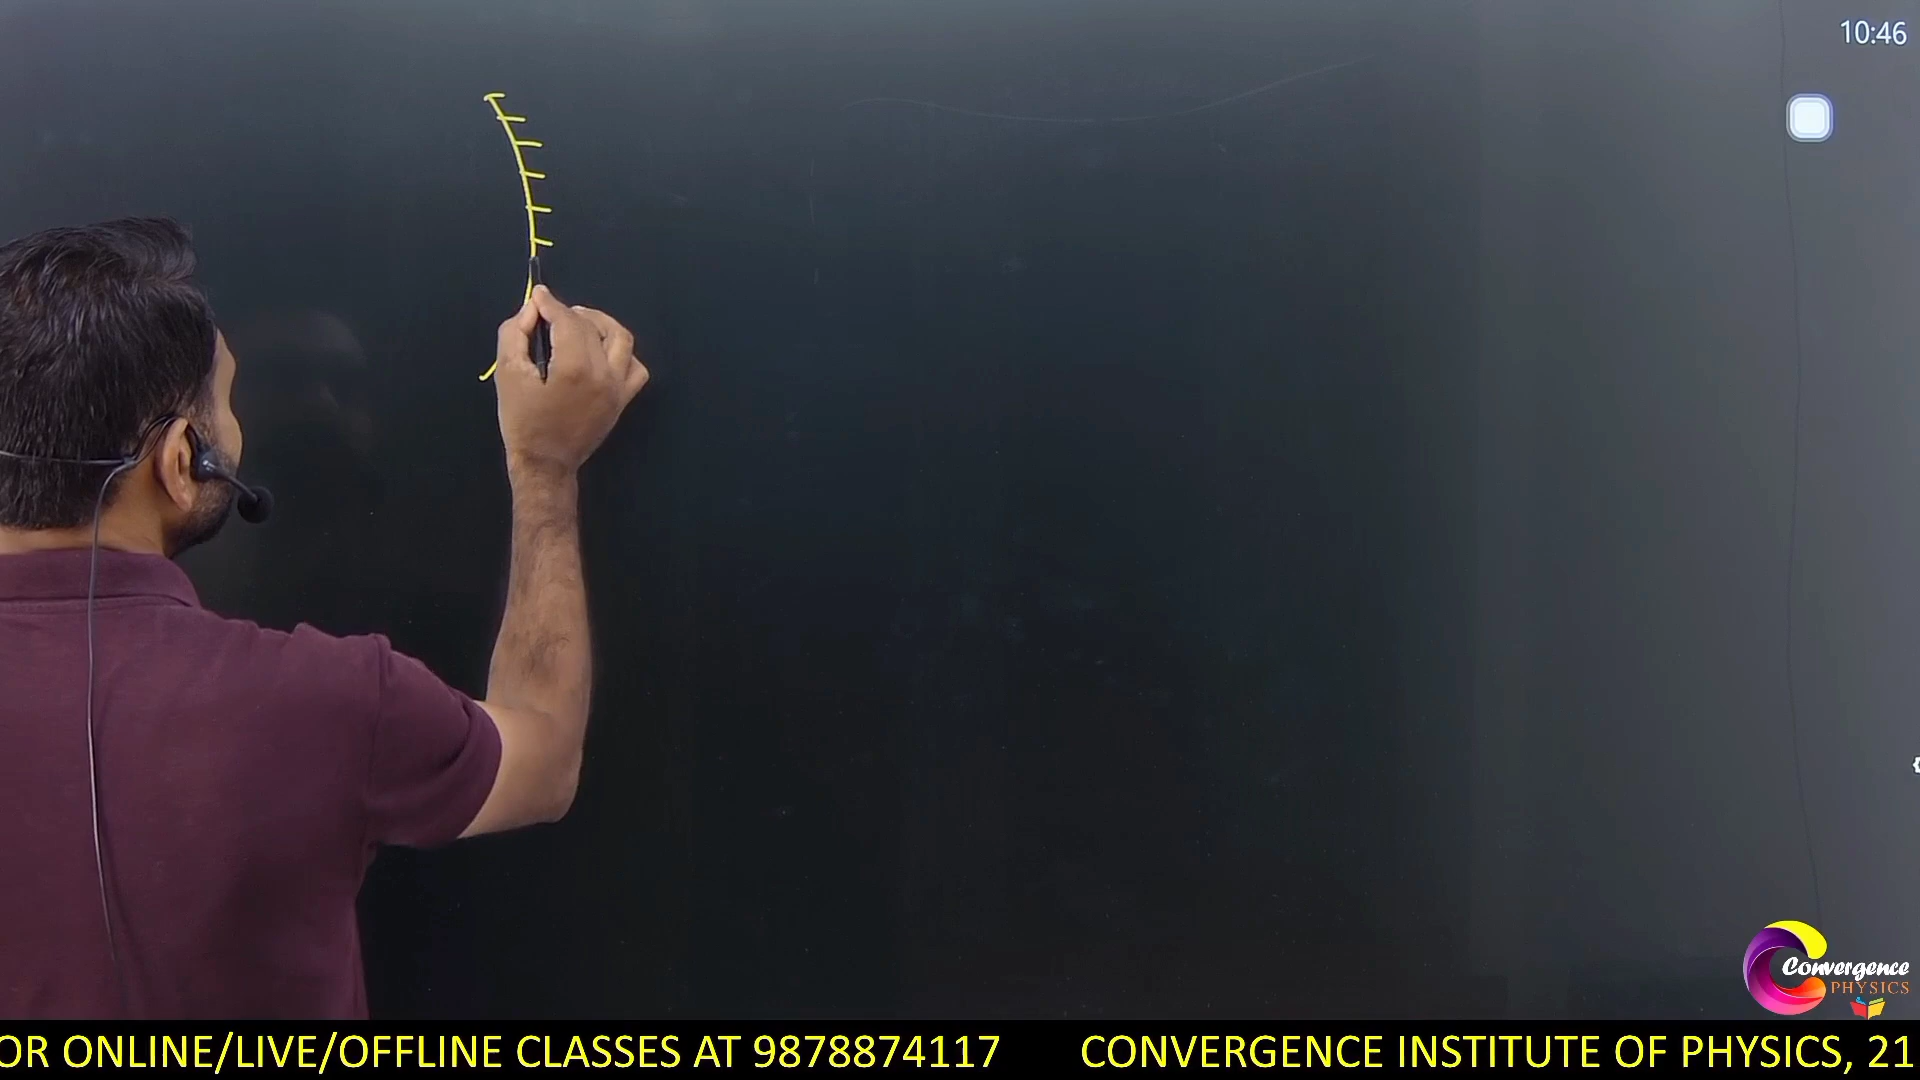 10:46
Convergence
PHYSICS
OR ONLINE/LIVE/OFFLINE CLASSES AT 9878874117 CONVERGENCE INSTITUTE OF PHYSICS, 21